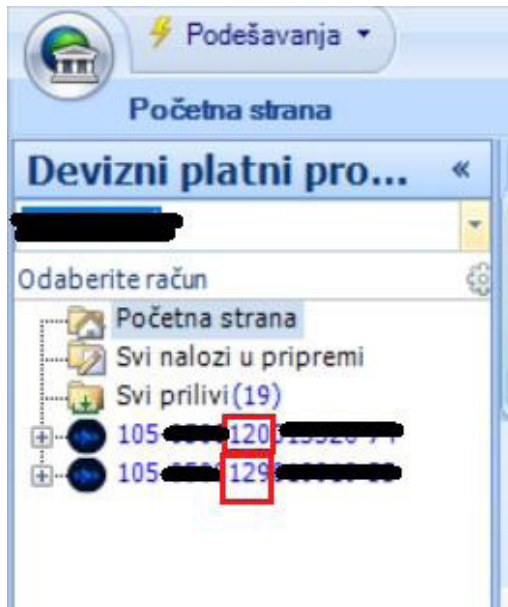 Podešavanja
Početna strana
Devizni platni pro...
Odaberite račun
Početna strana
Svi nalozi u pripremi
Svi prilivi(19)
105 120
105 129